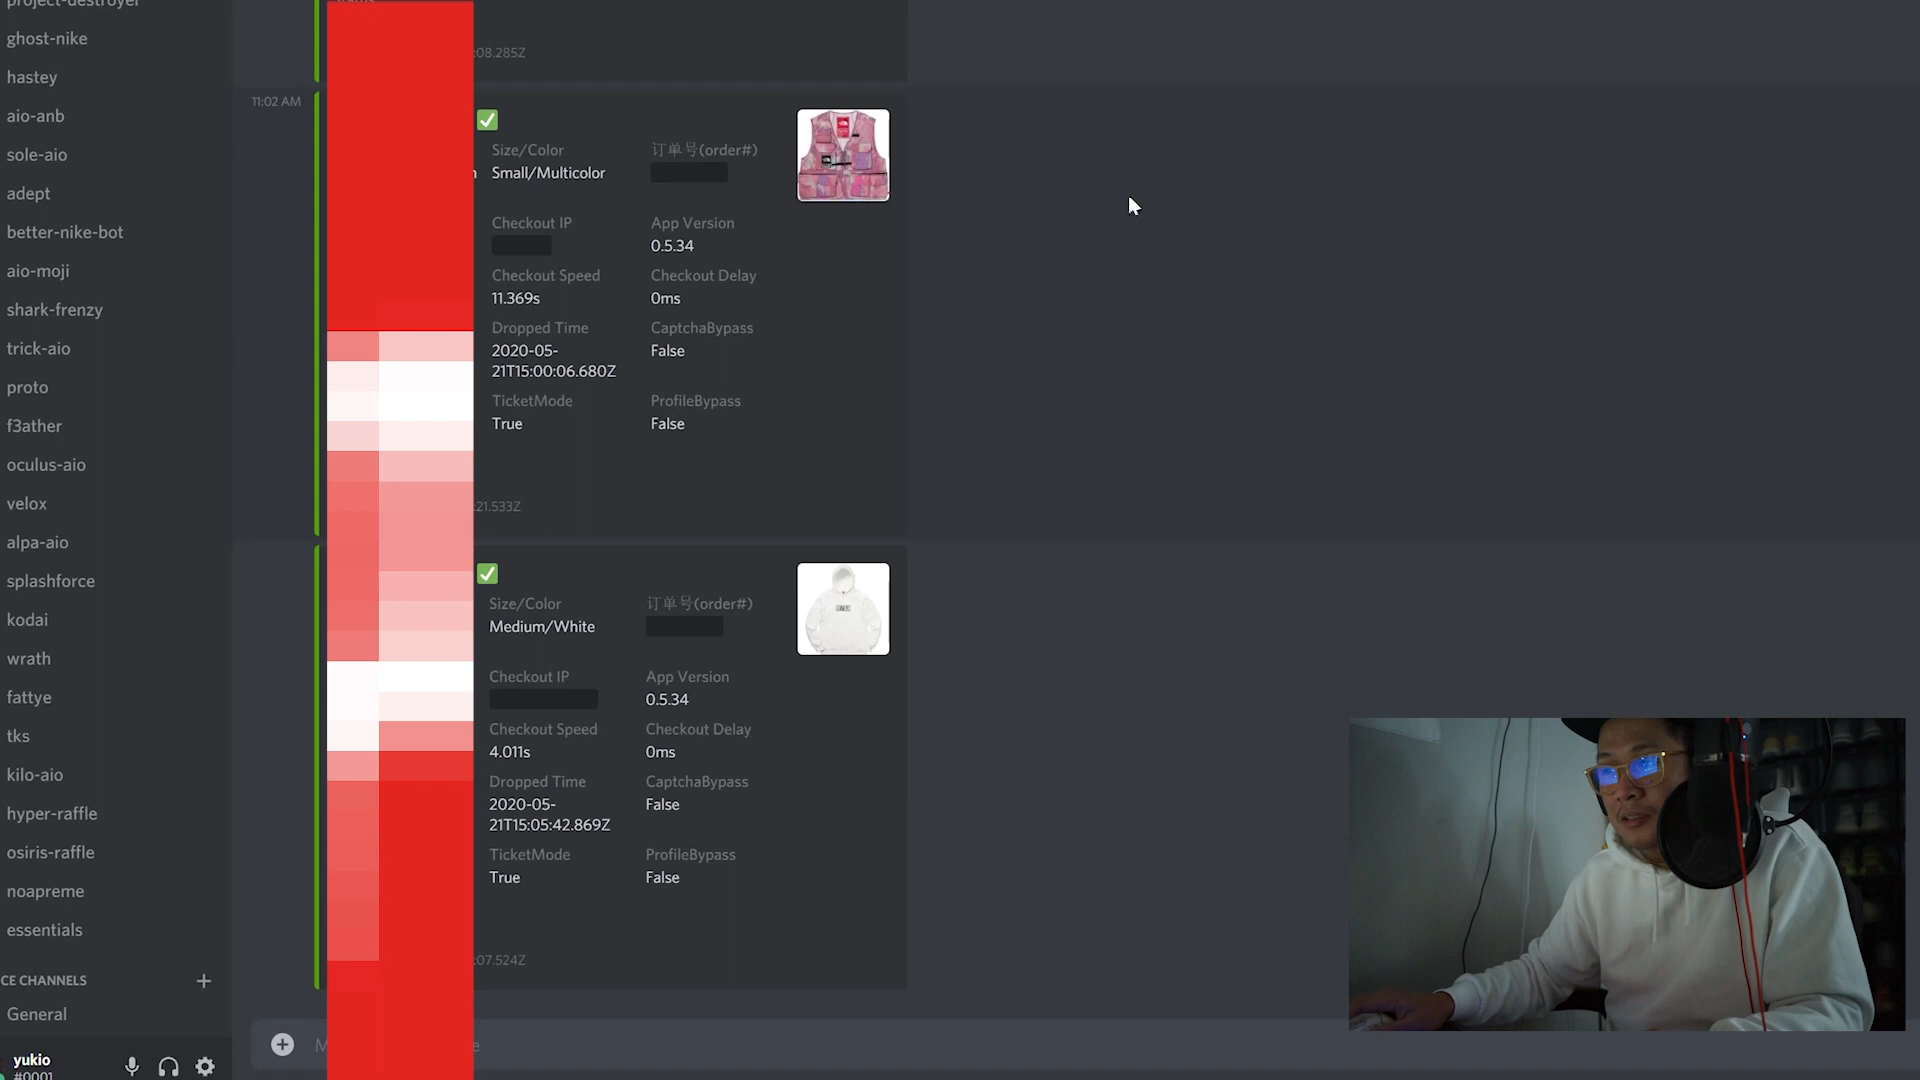 project-destroyer
ghost-nike
hastey
aio-anb
sole-aio
adept
better-nike-bot
aio-moji
shark-frenzy
trick-aio
proto
f3ather
oculus-aio
velox
alpa-aio
splashforce
kodai
wrath
fattye
tks
kilo-aio
hyper-raffle
osiris-raffle
noapreme
essentials
CE CHANNELS
General
yukio
#0001
:08.285Z
11:02 AM
Size/Color
订单号(order#)
n Small/Multicolor
Checkout IP
App Version
0.5.34
Checkout Speed
Checkout Delay
11.369s
0ms
Dropped Time
CaptchaBypass
2020-05-
False
21T15:00:06.680Z
TicketMode
ProfileBypass
True
False
:21.533Z
Size/Color
订单号(order#)
Medium/White
Checkout IP
App Version
0.5.34
Checkout Speed
Checkout Delay
4.011s
0ms
Dropped Time
CaptchaBypass
2020-05-
False
21T15:05:42.869Z
TicketMode
ProfileBypass
True
False
:07.524Z
M
e